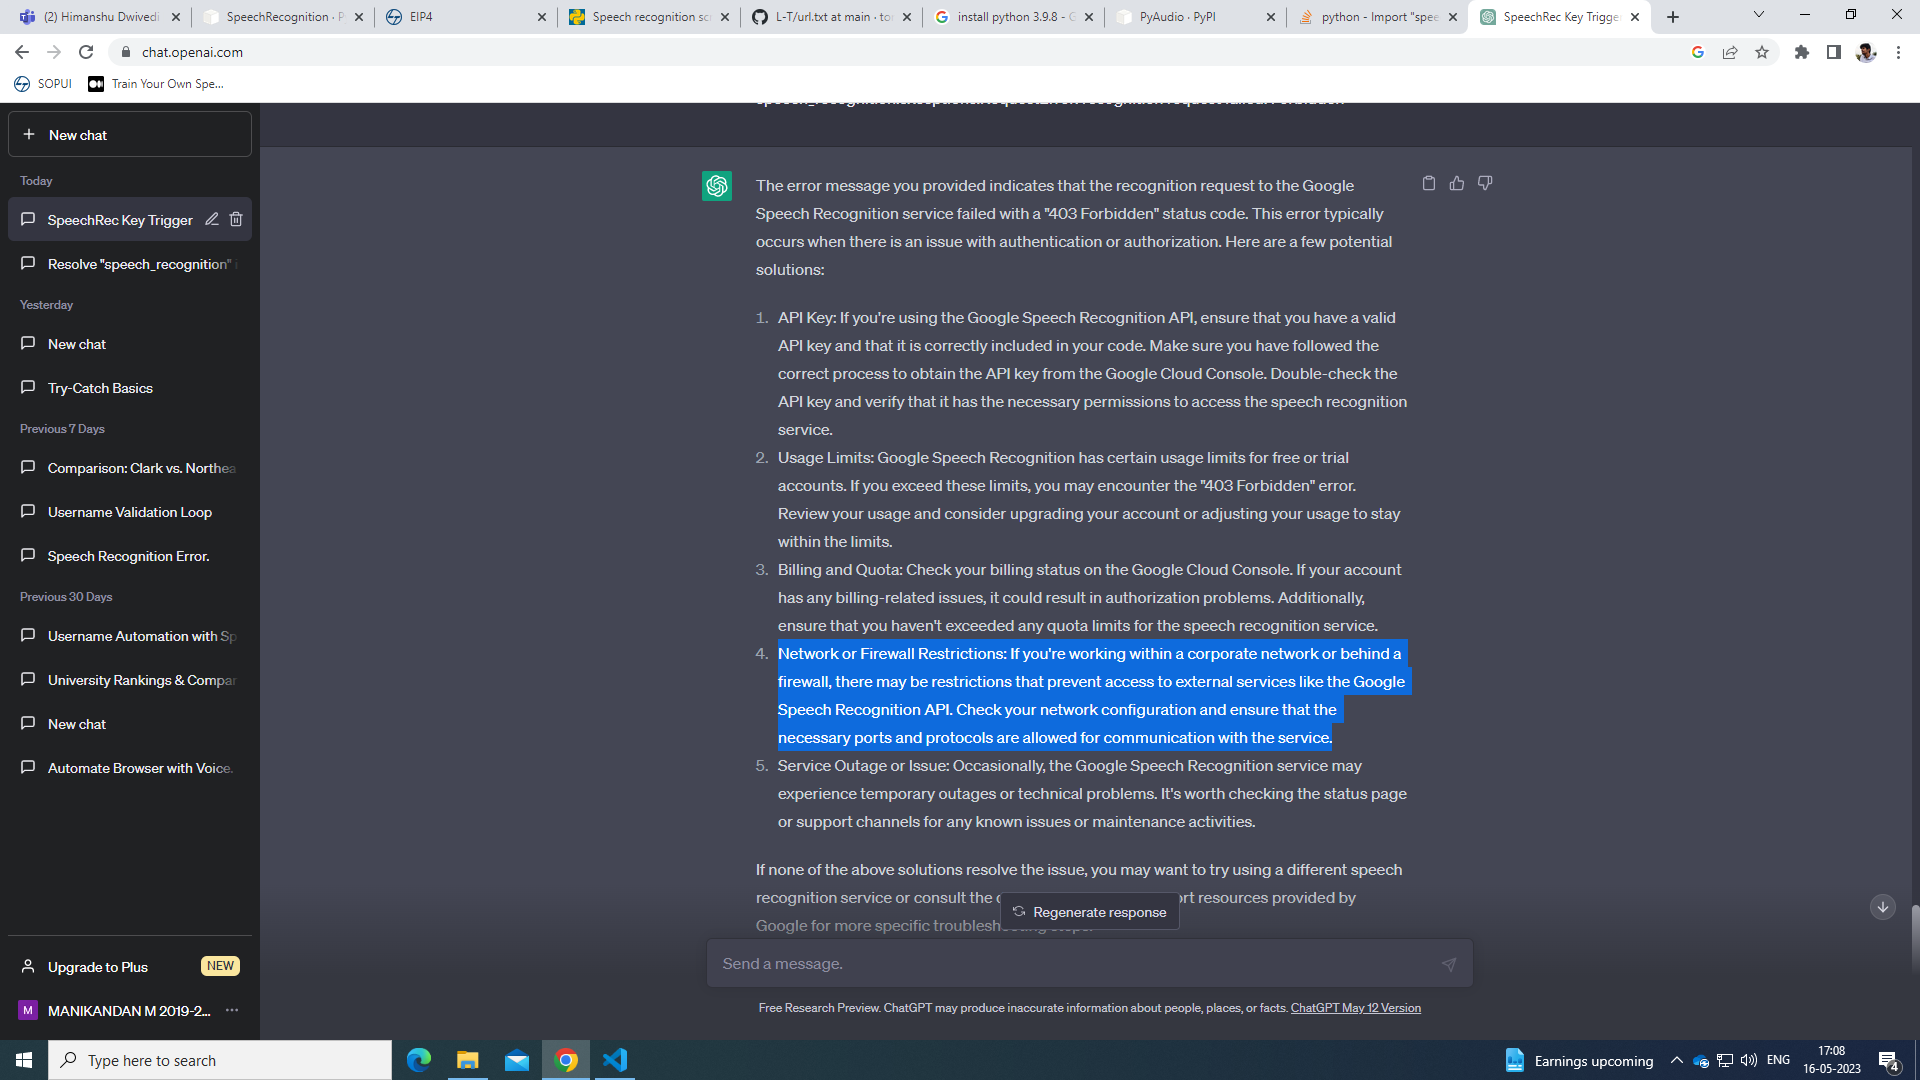 (2) Himanshu Dwivedi
SpeechRecognition · P
EIP4
Speech recognition scr
L-T/url.txt at main · to
install python 3.9.8 - G
PyAudio · PyPI
python - Import "spee
SpeechRec Key Trigge
chat.openai.com
SOPUI
Train Your Own Spe...
New chat
Today
SpeechRec Key Trigger
Resolve "speech_recognition" i
Yesterday
New chat
Try-Catch Basics
Previous 7 Days
Comparison: Clark vs. Northea
Username Validation Loop
Speech Recognition Error.
Previous 30 Days
Username Automation with Sp
University Rankings & Compar
New chat
Automate Browser with Voice.
Upgrade to Plus
NEW
M
MANIKANDAN M 2019-2...
The error message you provided indicates that the recognition request to the Google
Speech Recognition service failed with a "403 Forbidden" status code. This error typically
occurs when there is an issue with authentication or authorization. Here are a few potential
solutions:
1. API Key: If you're using the Google Speech Recognition API, ensure that you have a valid
API key and that it is correctly included in your code. Make sure you have followed the
correct process to obtain the API key from the Google Cloud Console. Double-check the
API key and verify that it has the necessary permissions to access the speech recognition
service.
2. Usage Limits: Google Speech Recognition has certain usage limits for free or trial
accounts. If you exceed these limits, you may encounter the "403 Forbidden" error.
Review your usage and consider upgrading your account or adjusting your usage to stay
within the limits.
3. Billing and Quota: Check your billing status on the Google Cloud Console. If your account
has any billing-related issues, it could result in authorization problems. Additionally,
ensure that you haven't exceeded any quota limits for the speech recognition service.
4. Network or Firewall Restrictions: If you're working within a corporate network or behind a
firewall, there may be restrictions that prevent access to external services like the Google
Speech Recognition API. Check your network configuration and ensure that the
necessary ports and protocols are allowed for communication with the service.
5. Service Outage or Issue: Occasionally, the Google Speech Recognition service may
experience temporary outages or technical problems. It's worth checking the status page
or support channels for any known issues or maintenance activities.
If none of the above solutions resolve the issue, you may want to try using a different speech
recognition service or consult the rt resources provided by
Google for more specific
Regenerate response
Send a message.
Free Research Preview. ChatGPT may produce inaccurate information about people, places, or facts. ChatGPT May 12 Version
Type here to search
Earnings upcoming
ENG
17:08
16-05-2023
4